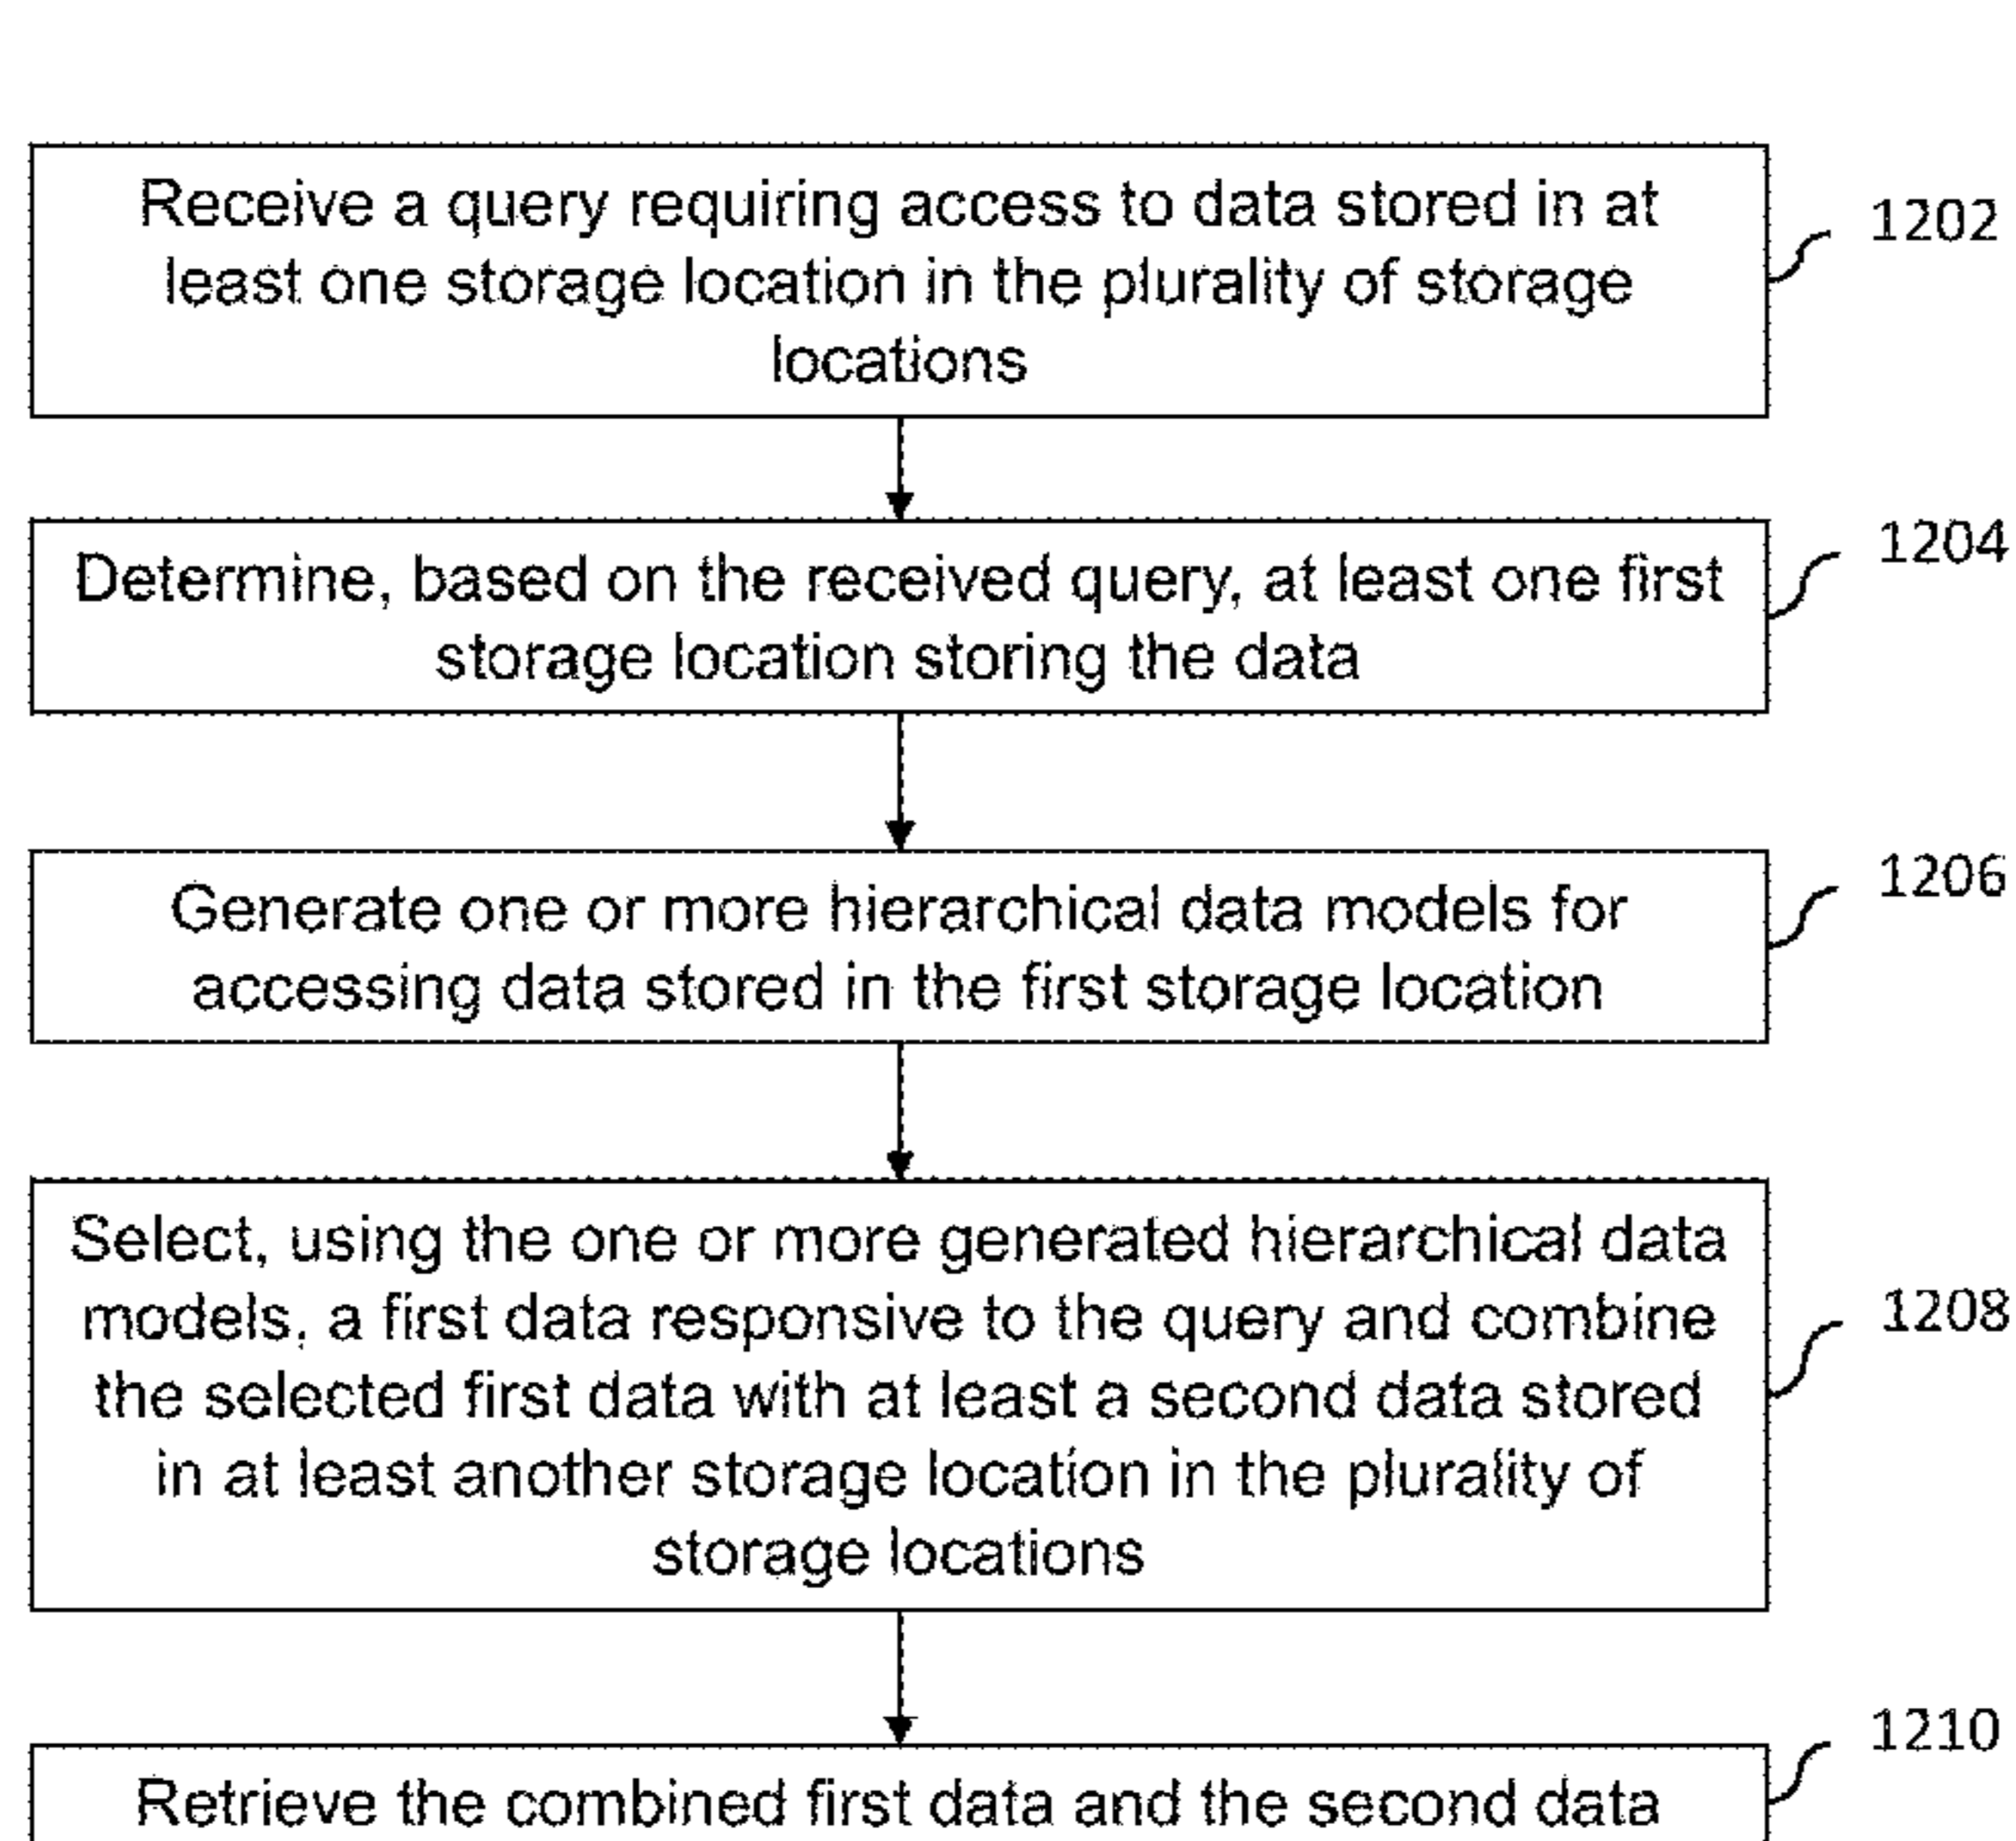 Receive a query requiring access to data stored in at
least one storage location in the plurality of storage
locations
1202
Determine, based on the received query, at least one first
storage location storing the data
1204
Generate one or more hierarchical data models for
accessing data stored in the first storage location
1206
Select, using the one or more generated hierarchical data
models, a first data responsive to the query and combine
the selected first data with at least a second data stored
in at least another storage location in the plurality of
storage locations
1208
Retrieve the combined first data and the second data
1210